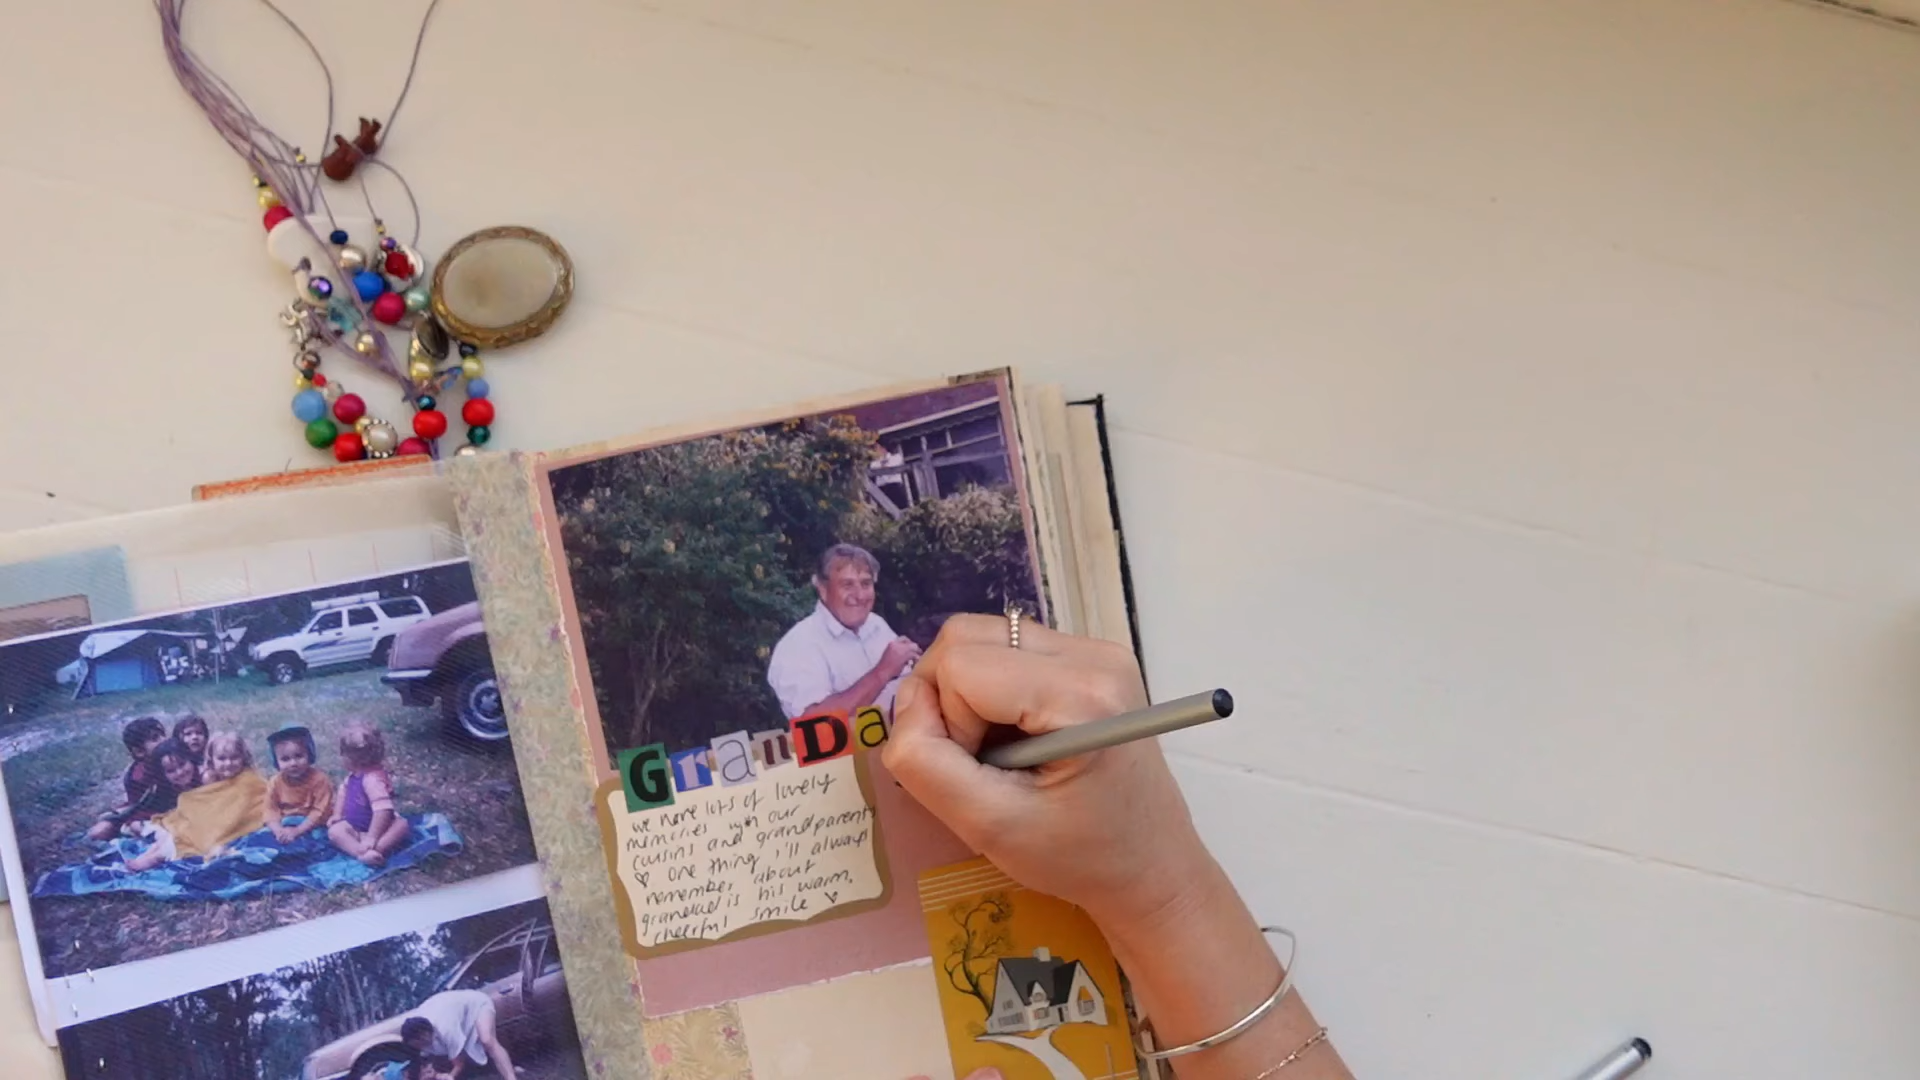 GranDa
we have lots of lovely
memories with our
cousins and grandparents
♡. one thing i'll always
remember about
grandad is his warm,
cheerful smile ♡